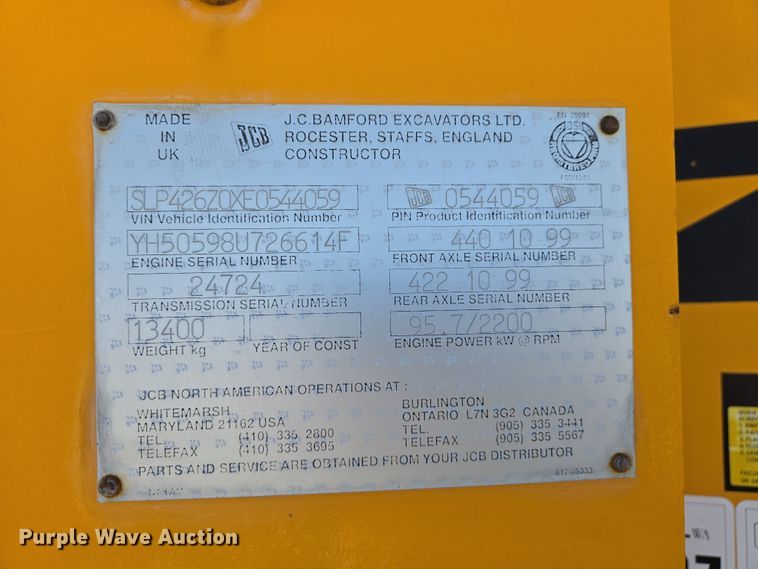 MADE
IN
UK
JCB
J.C.BAMFORD EXCAVATORS LTD.
ROCESTER, STAFFS, ENGLAND
CONSTRUCTOR
SLP426Z0XE0544059
VIN Vehicle Identification Number
JCB 0544059 JCB
PIN Product Identification Number
YH50598U726614F
ENGINE SERIAL NUMBER
440 10 99
FRONT AXLE SERIAL NUMBER
24724
TRANSMISSION SERIAL NUMBER
422 10 99
REAR AXLE SERIAL NUMBER
13400
WEIGHT kg
YEAR OF CONST
95.7/2200
ENGINE POWER kW @ RPM
JCB NORTH AMERICAN OPERATIONS AT :
WHITEMARSH
MARYLAND 21162 USA
TEL. (410) 335 2800
TELEFAX (410) 335 3695
BURLINGTON
ONTARIO L7N 3G2 CANADA
TEL. (905) 335 3441
TELEFAX (905) 335 5567
PARTS AND SERVICE ARE OBTAINED FROM YOUR JCB DISTRIBUTOR
Purple Wave Auction